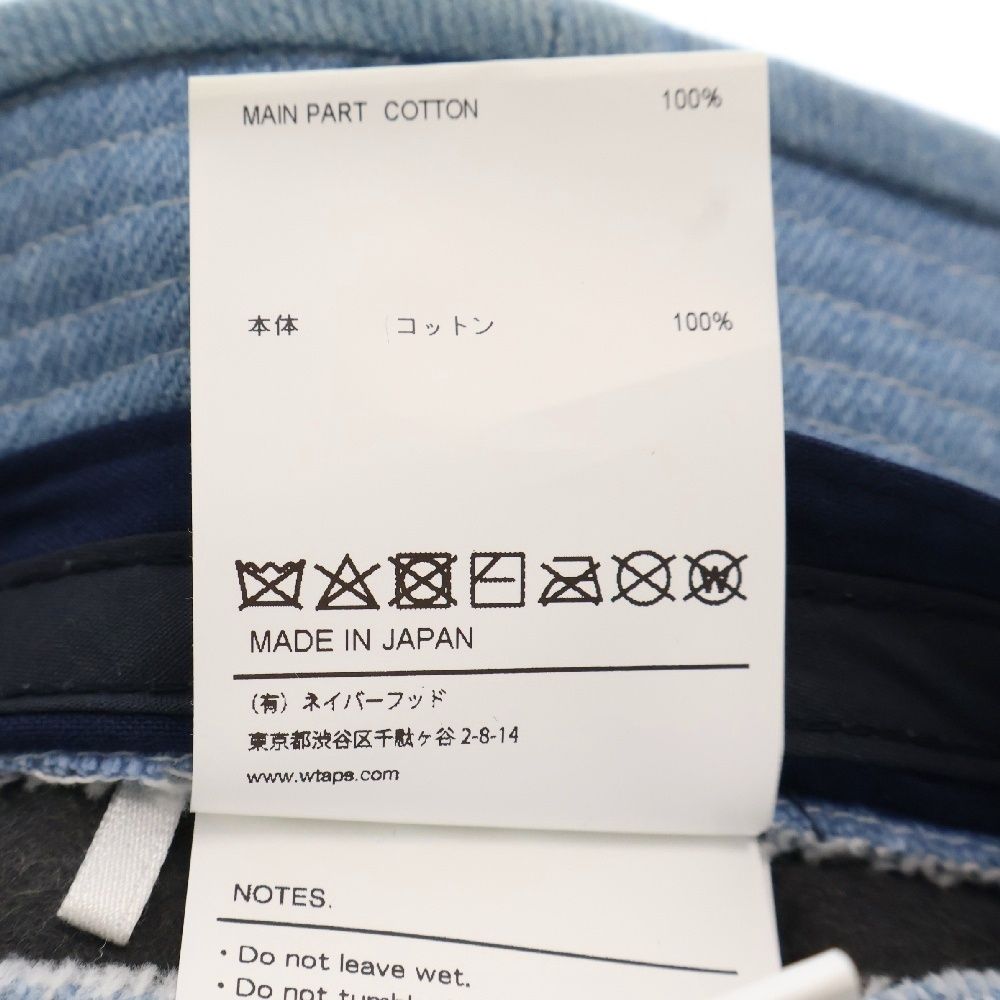 MAIN PART COTTON 100%
本体 コットン 100%
W
MADE IN JAPAN
(有) ネイバーフッド
東京都渋谷区千駄ヶ谷 2-8-14
www.wtaps.com
NOTES.
・Do not leave wet.
・Do not